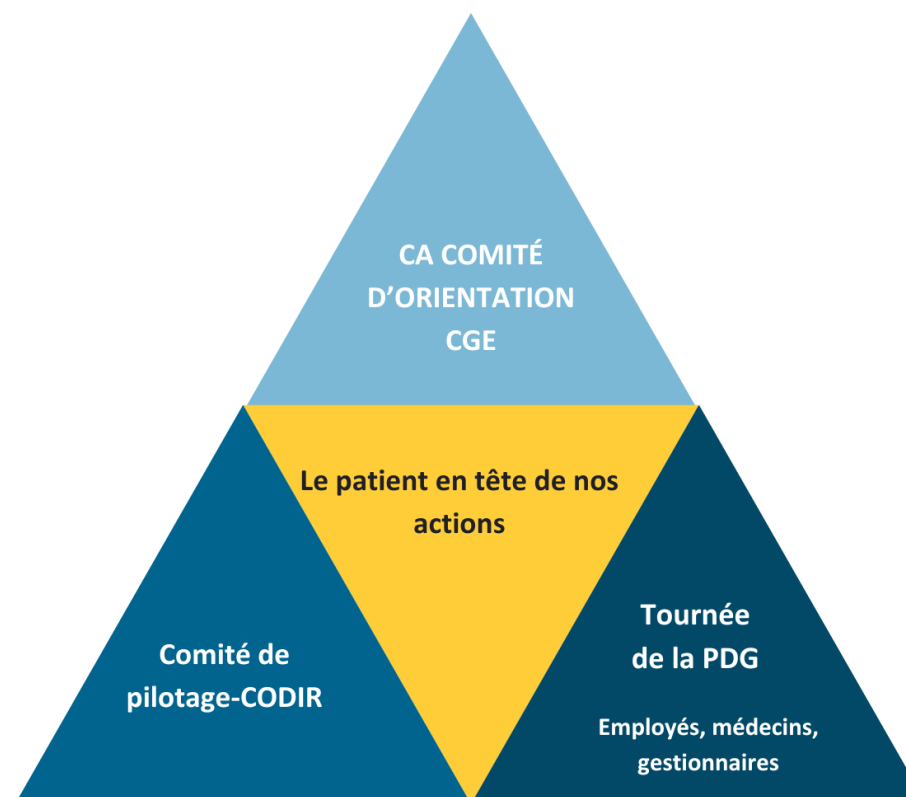 CA COMITÉ
D’ORIENTATION
CGE
Le patient en tête de nos
actions
Comité de
pilotage-CODIR
Tournée
de la PDG
Employés, médecins,
gestionnaires